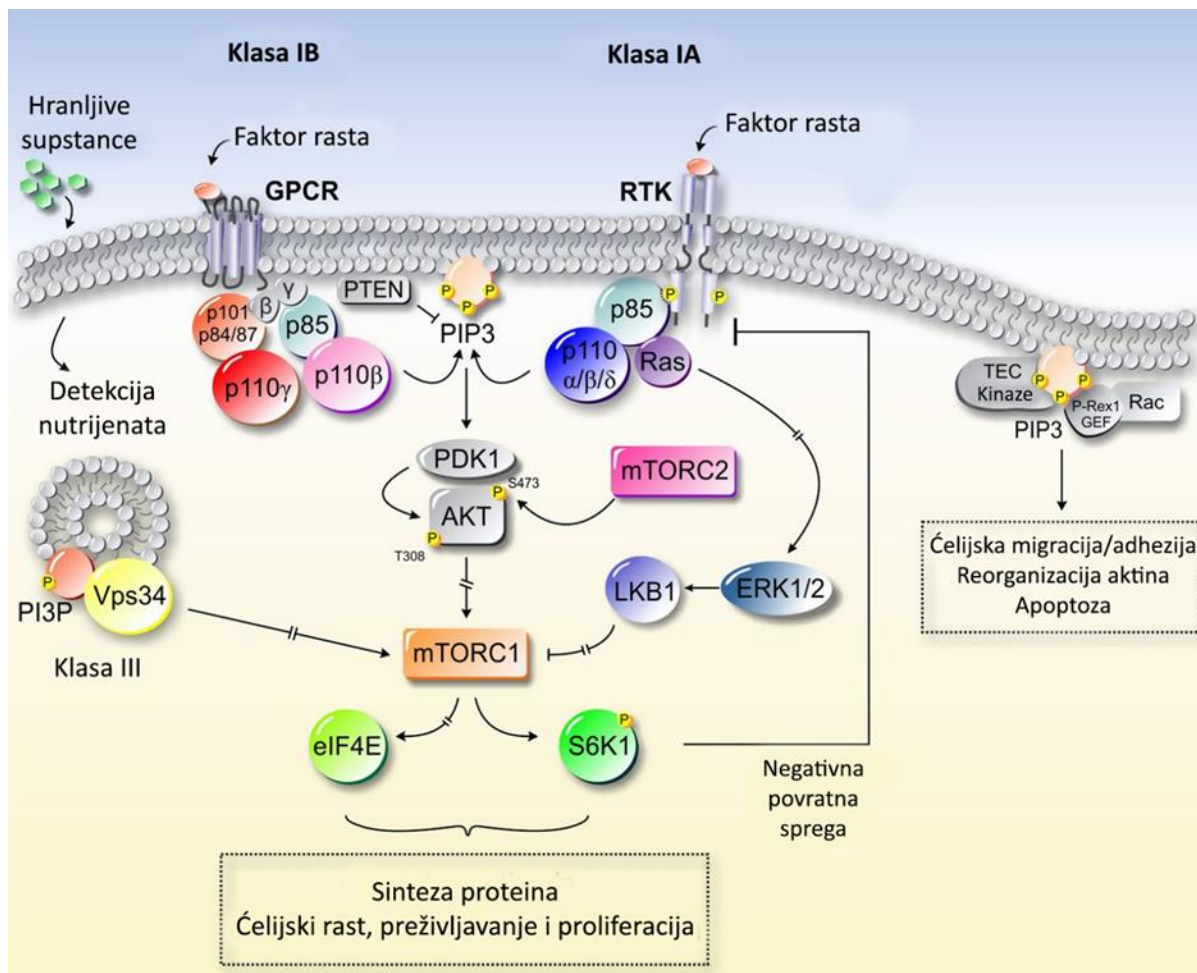 Klasa IB
Klasa IA
Hranljive
supstance
Faktor rasta
Faktor rasta
GPCR
RTK
β
γ
PTEN
P
P
P
PIP3
p101
p84/87
p85
p110γ
p110β
p85
P
P
p110
α/β/δ
Ras
TEC
Kinaze
P
P
P
P-Rex1
GEF
Rac
PIP3
Detekcija
nutrijenata
PDK1
P
S473
AKT
P
T308
mTORC2
Ćelijska migracija/adhezija
Reorganizacija aktina
Apoptoza
P
PI3P
Vps34
Klasa III
LKB1
ERK1/2
mTORC1
eIF4E
P
S6K1
Negativna
povratna
sprega
Sinteza proteina
Ćelijski rast, preživljavanje i proliferacija